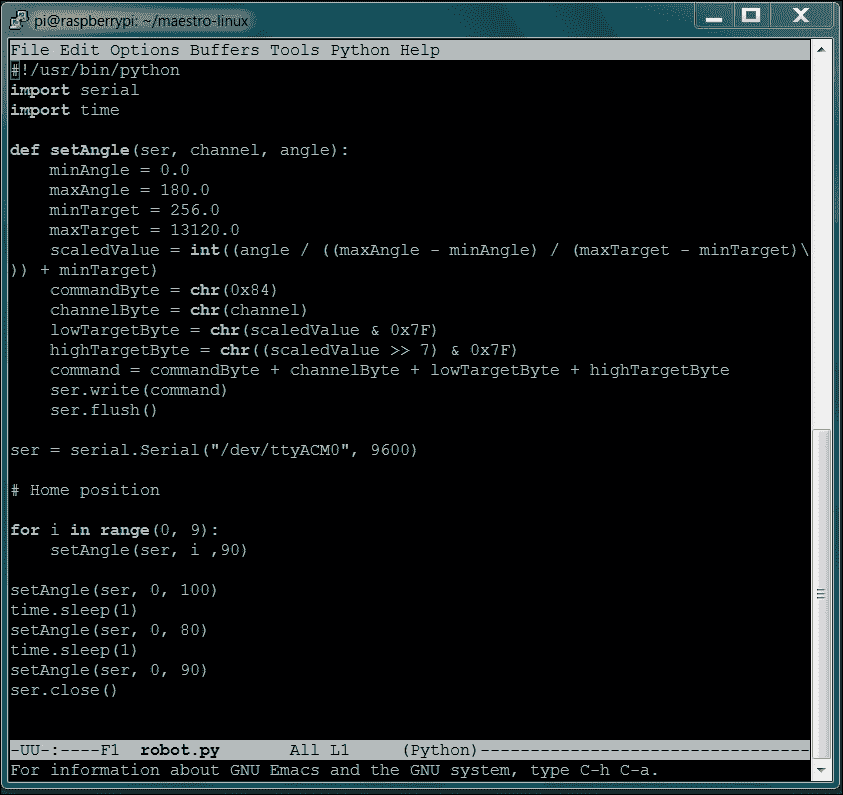 pi@raspberrypi: ~/maestro-linux
File Edit Options Buffers Tools Python Help
#!/usr/bin/python
import serial
import time

def setAngle(ser, channel, angle):
    minAngle = 0.0
    maxAngle = 180.0
    minTarget = 256.0
    maxTarget = 13120.0
    scaledValue = int((angle / ((maxAngle - minAngle) / (maxTarget - minTarget)\
)) + minTarget)
    commandByte = chr(0x84)
    channelByte = chr(channel)
    lowTargetByte = chr(scaledValue & 0x7F)
    highTargetByte = chr((scaledValue >> 7) & 0x7F)
    command = commandByte + channelByte + lowTargetByte + highTargetByte
    ser.write(command)
    ser.flush()

ser = serial.Serial("/dev/ttyACM0", 9600)

# Home position

for i in range(0, 9):
    setAngle(ser, i ,90)

setAngle(ser, 0, 100)
time.sleep(1)
setAngle(ser, 0, 80)
time.sleep(1)
setAngle(ser, 0, 90)
ser.close()

-UU-:----F1  robot.py       All L1     (Python)---------------------------------
For information about GNU Emacs and the GNU system, type C-h C-a.